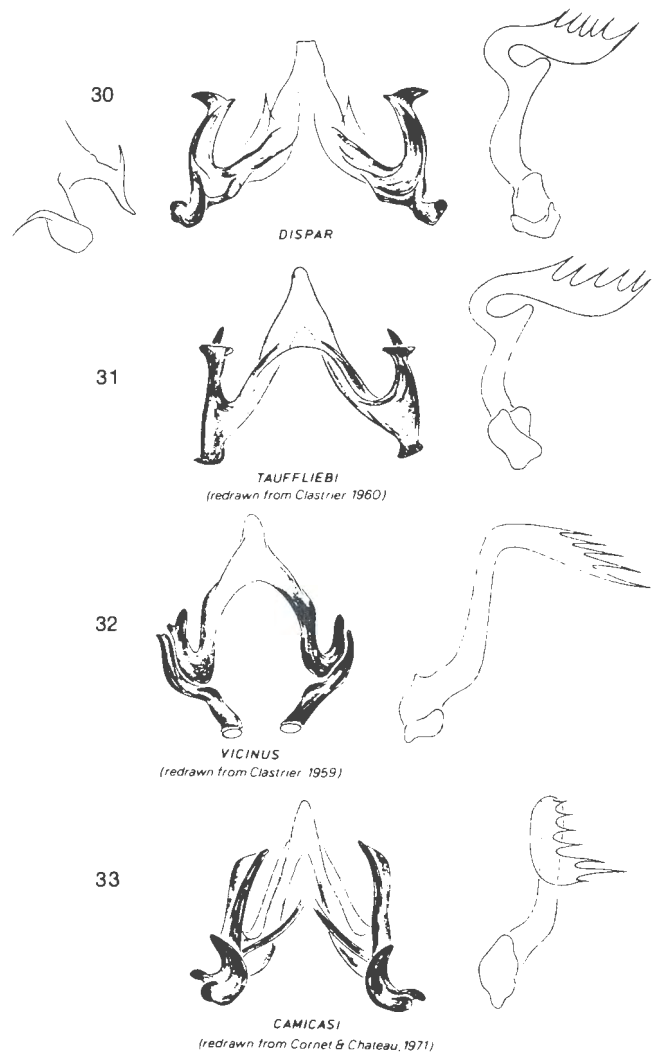 30
DISPAR
31
TAUFFLIEBI
(redrawn from Clastrier 1960)
32
VICINUS
(redrawn from Clastrier 1959)
33
CAMICASI
(redrawn from Cornet & Chateau, 1971)